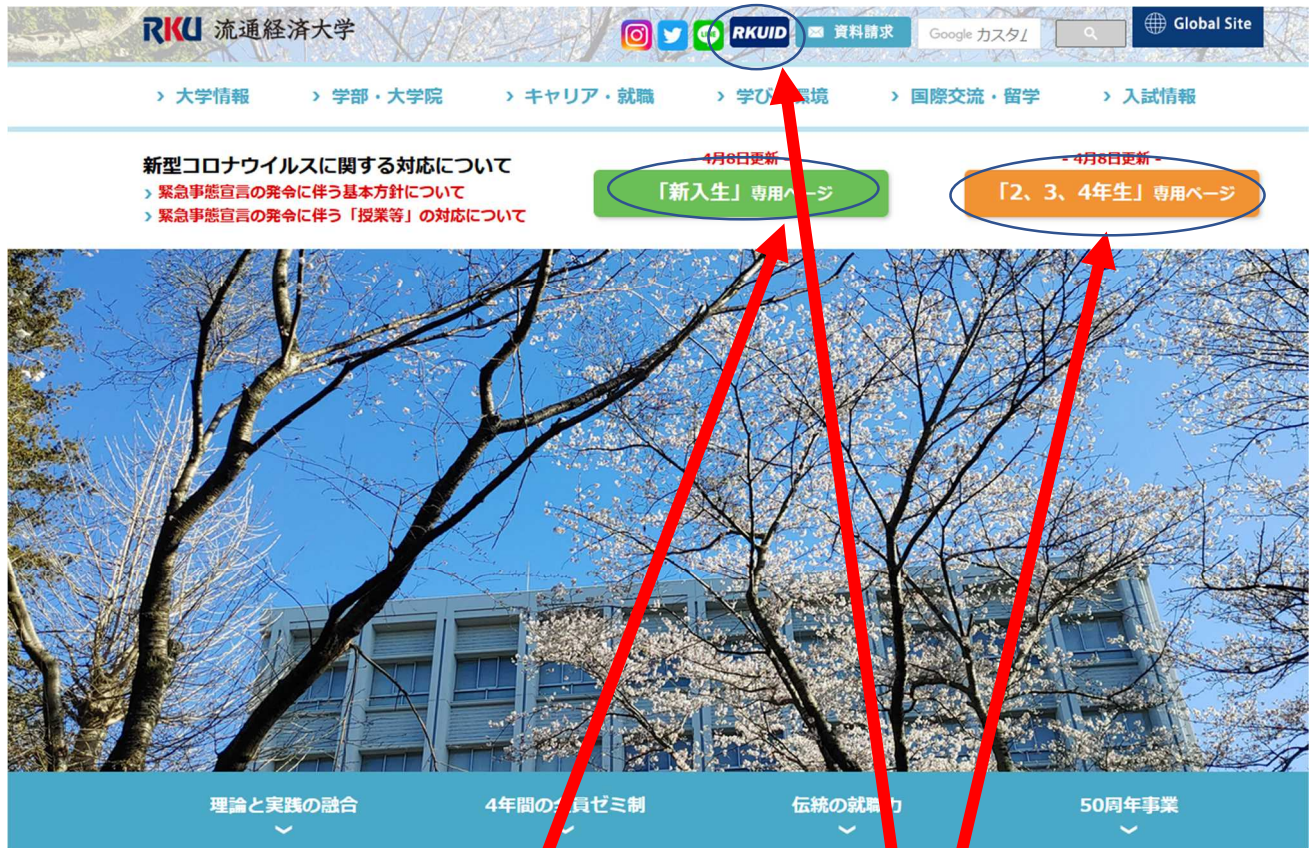 RKU 流通経済大学
RKUID
資料請求
Google カスタム
Global Site
大学情報
学部・大学院
キャリア・就職
学び 環境
国際交流・留学
入試情報
新型コロナウイルスに関する対応について
緊急事態宣言の発令に伴う基本方針について
緊急事態宣言の発令に伴う「授業等」の対応について
4月8日更新
「新入生」専用ページ
- 4月8日更新 -
「2、3、4年生」専用ページ
理論と実践の融合
4年間の全員ゼミ制
伝統の就職力
50周年事業